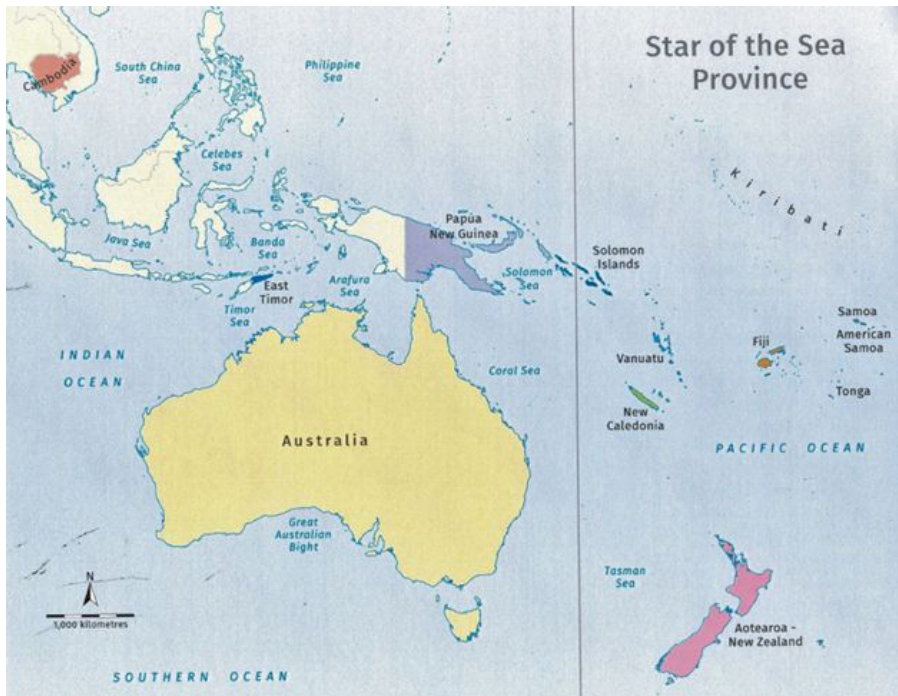 Star of the Sea
Province
Cambodia
South China
Sea
Philippine
Sea
Celebes
Sea
Kiribati
Papua
New Guinea
Java Sea
Banda
Sea
Solomon
Islands
Solomon
Sea
Arafura
Sea
East
Timor
Timor
Sea
Samoa
American
Samoa
Fiji
Vanuatu
INDIAN
OCEAN
Coral Sea
Tonga
New
Caledonia
Australia
PACIFIC OCEAN
Great
Australian
Bight
Tasman
Sea
N
1,000 kilometres
Aotearoa -
New Zealand
SOUTHERN OCEAN